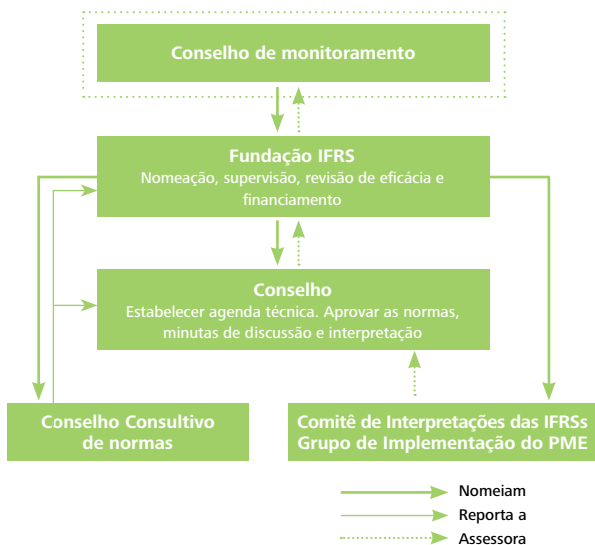 Conselho de monitoramento
Fundação IFRS
Nomeação, supervisão, revisão de eficácia e
financiamento
Conselho
Estabelecer agenda técnica. Aprovar as normas,
minutas de discussão e interpretação
Conselho Consultivo
de normas
Comitê de Interpretações das IFRSs
Grupo de Implementação do PME
Nomeiam
Reporta a
Assessora